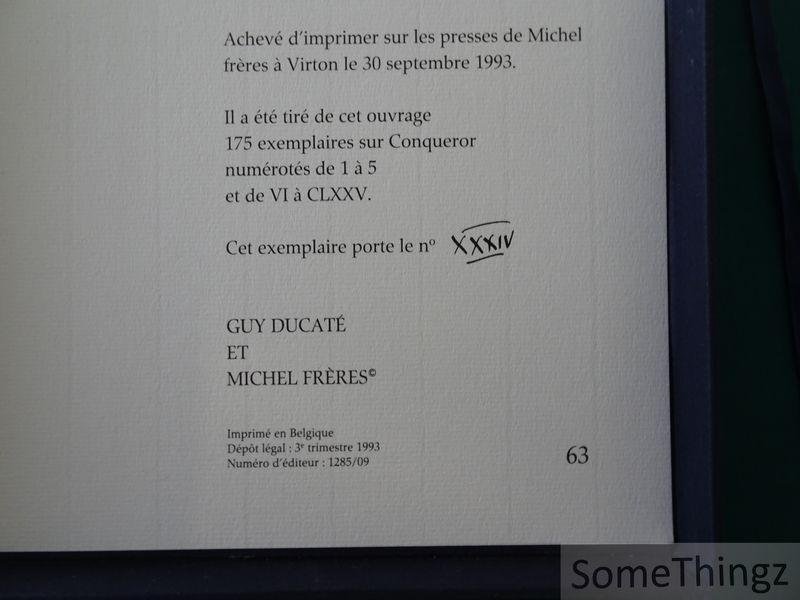 Achevé d'imprimer sur les presses de Michel
frères à Virton le 30 septembre 1993.
Il a été tiré de cet ouvrage
175 exemplaires sur Conqueror
numérotés de 1 à 5
et de VI à CLXXV.
Cet exemplaire porte le nº XXXIV
GUY DUCATÉ
ET
MICHEL FRÈRES©
Imprimé en Belgique
Dépôt légal : 3e trimestre 1993
Numéro d'éditeur : 1285/09
63
SomeThingz